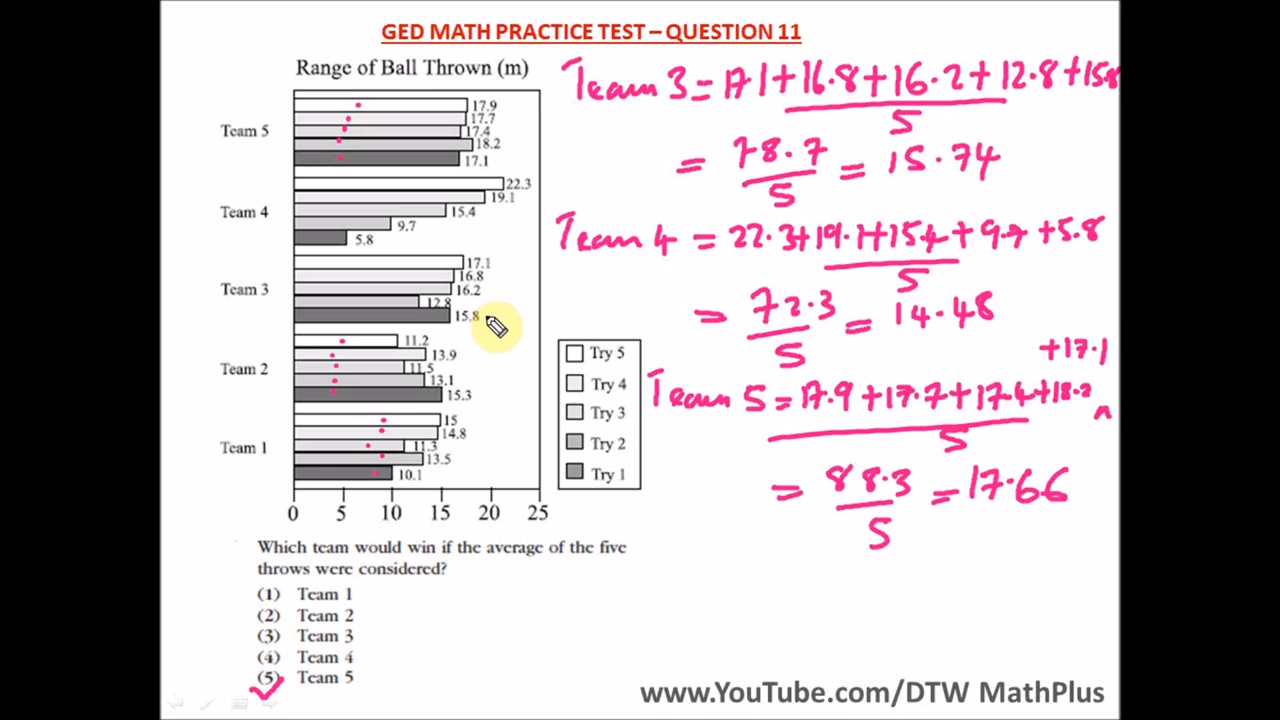 GED MATH PRACTICE TEST – QUESTION 11
Range of Ball Thrown (m)
Team 5
17.9
17.7
17.4
18.2
17.1
Team 4
22.3
19.1
15.4
9.7
5.8
Team 3
17.1
16.8
16.2
12.8
15.8
Team 2
11.2
13.9
11.5
13.1
15.3
Team 1
15
14.8
11.3
13.5
10.1
0 5 10 15 20 25
Try 5
Try 4
Try 3
Try 2
Try 1
Which team would win if the average of the five
throws were considered?
(1) Team 1
(2) Team 2
(3) Team 3
(4) Team 4
(5) Team 5
Team 3 = 17.1+16.8+16.2+12.8+15.8
5
= 78.7 = 15.74
5
Team 4 = 22.3+19.1+15.4+9.7+5.8
5
= 72.3 = 14.48
5
+17.1
Team 5 = 17.9+17.7+17.4+18.2
5
= 88.3 = 17.66
5
www.YouTube.com/DTW MathPlus